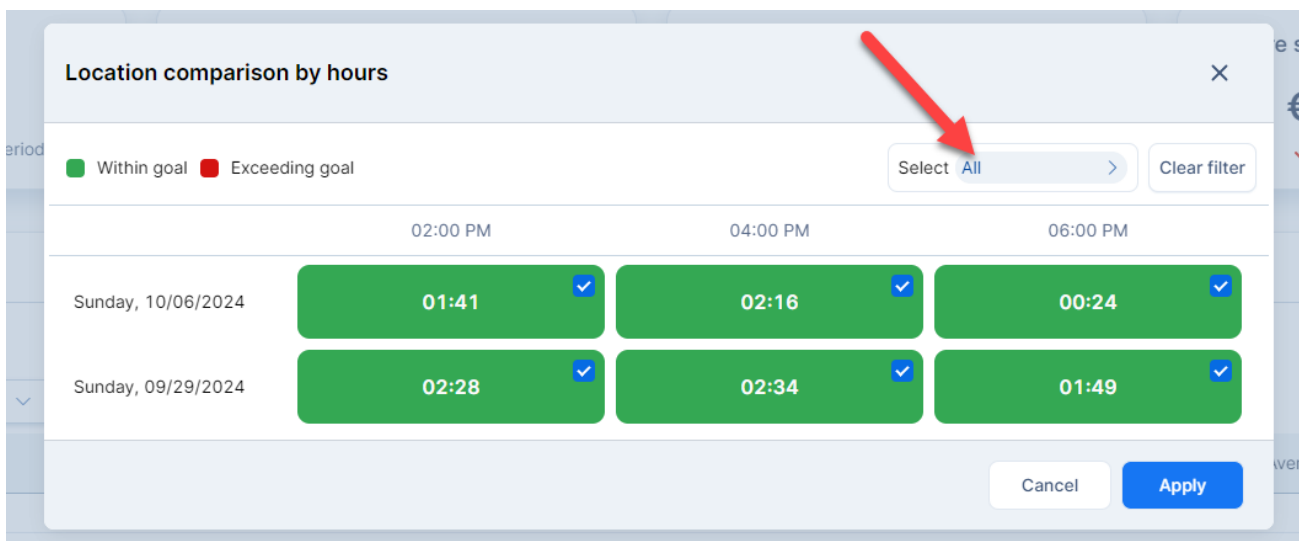 Location comparison by hours
eriod
Within goal Exceeding goal
Select All
Clear filter
02:00 PM 04:00 PM 06:00 PM
Sunday, 10/06/2024 01:41 02:16 00:24
Sunday, 09/29/2024 02:28 02:34 01:49
Cancel Apply